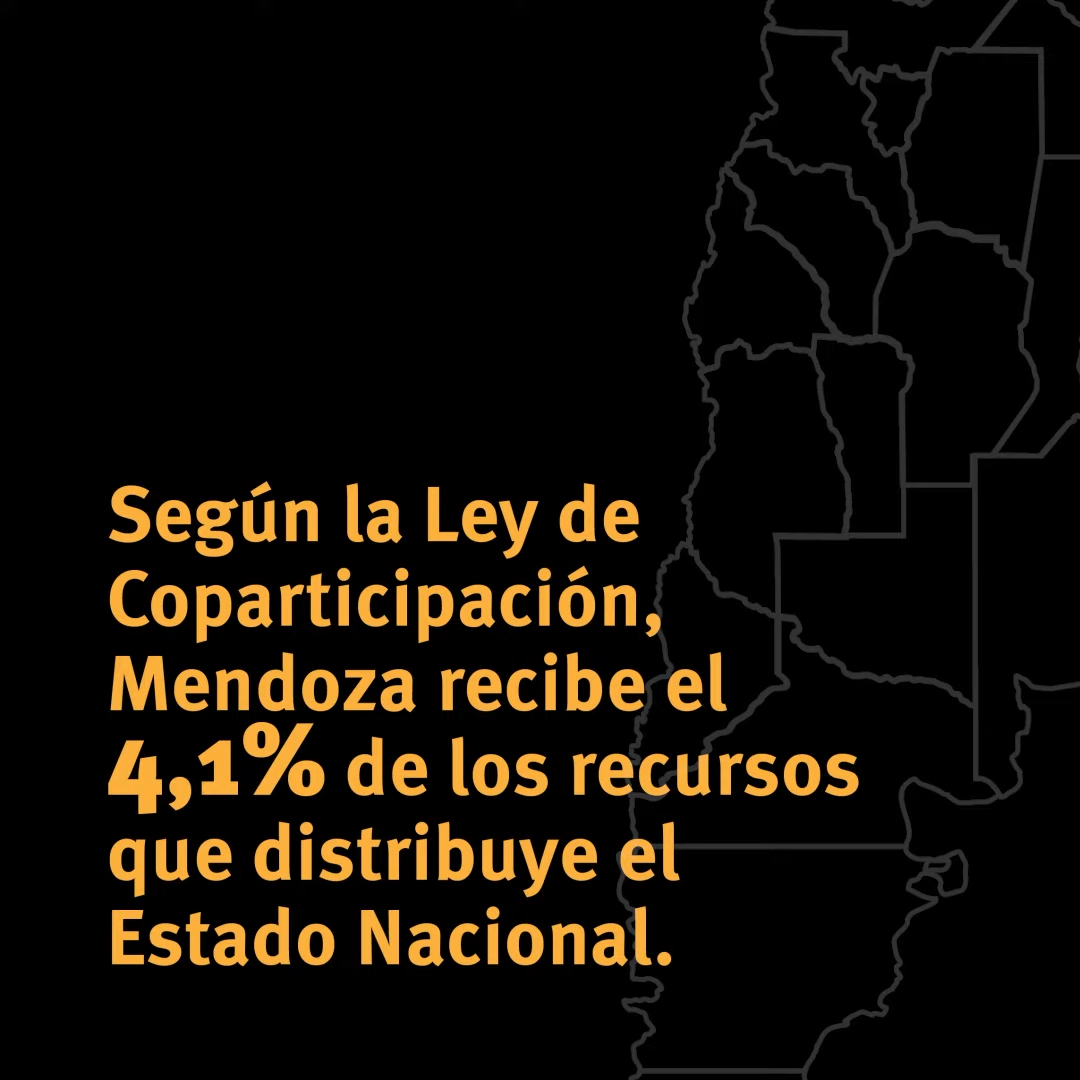 Según la Ley de
Coparticipación,
Mendoza recibe el
4,1% de los recursos
que distribuye el
Estado Nacional.